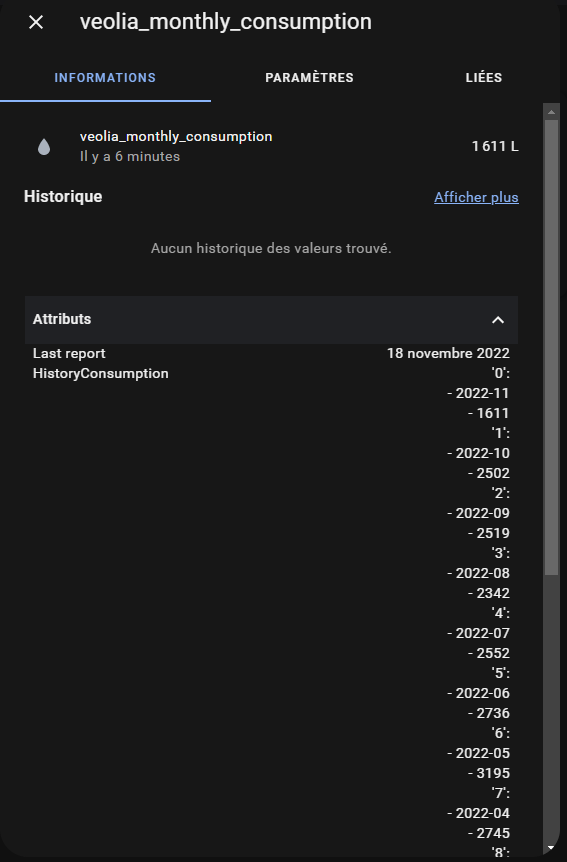 veolia_monthly_consumption
INFORMATIONS PARAMÈTRES LIÉES
veolia_monthly_consumption
1 611 L
Il y a 6 minutes
Historique Afficher plus
Aucun historique des valeurs trouvé.
Attributs
Last report 18 novembre 2022
HistoryConsumption '0':
- 2022-11
- 1611
'1':
- 2022-10
- 2502
'2':
- 2022-09
- 2519
'3':
- 2022-08
- 2342
'4':
- 2022-07
- 2552
'5':
- 2022-06
- 2736
'6':
- 2022-05
- 3195
'7':
- 2022-04
- 2745
'8':